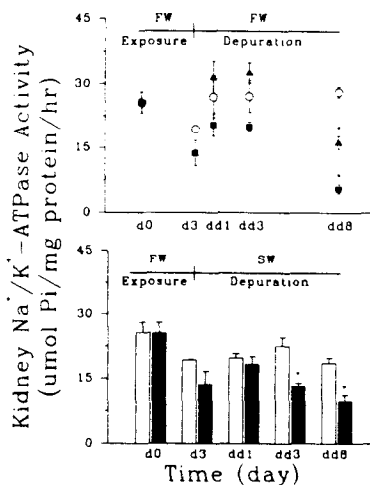 FW FW
Exposure Depuration
45
30
15
0
d0 d3 dd1 dd3 dd8
Kidney Na⁺/K⁺-ATPase Activity
(umol Pi/mg protein/hr)
45
FW SW
Exposure Depuration
30
15
0
d0 d3 dd1 dd3 dd8
Time (day)